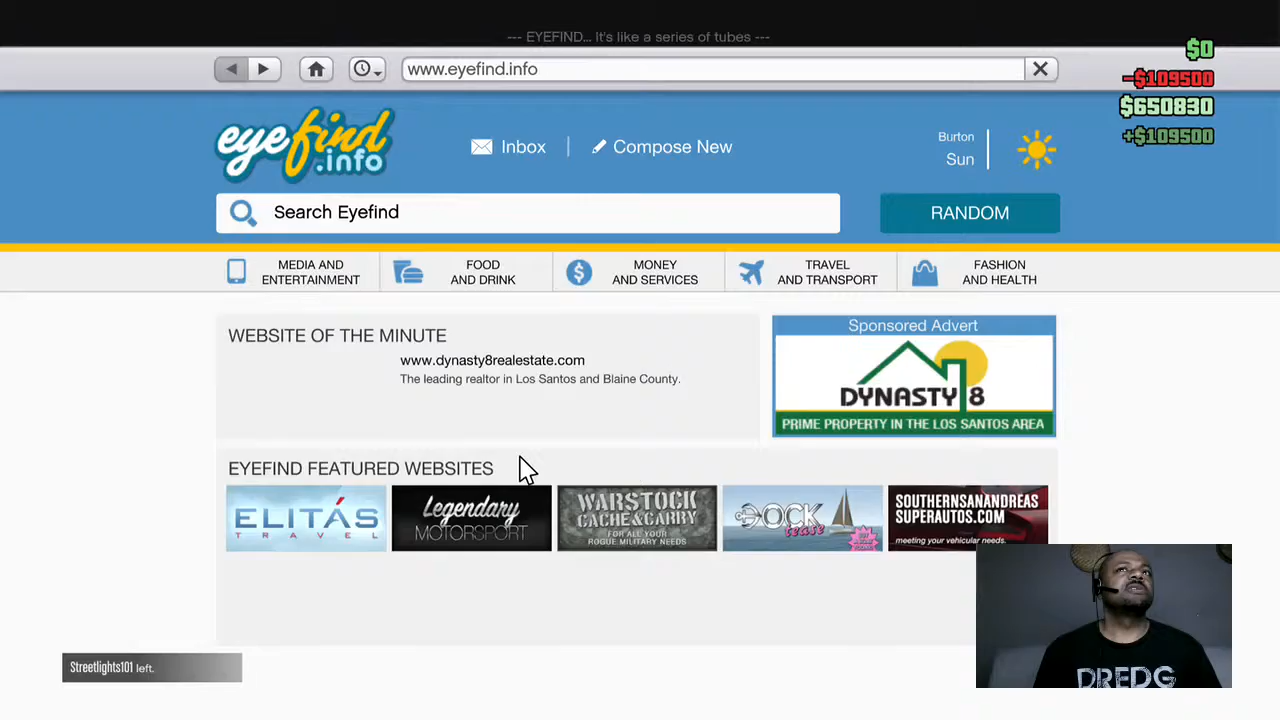 --- EYEFIND... It's like a series of tubes ---
www.eyefind.info
$0
-$109500
$650830
+$109500
eyefind.info
Inbox
Compose New
Burton
Sun
Search Eyefind
RANDOM
MEDIA AND ENTERTAINMENT
FOOD AND DRINK
MONEY AND SERVICES
TRAVEL AND TRANSPORT
FASHION AND HEALTH
WEBSITE OF THE MINUTE
www.dynasty8realestate.com
The leading realtor in Los Santos and Blaine County.
Sponsored Advert
DYNASTY 8
PRIME PROPERTY IN THE LOS SANTOS AREA
EYEFIND FEATURED WEBSITES
ELITÁS
TRAVEL
Legendary
MOTORSPORT
WARSTOCK
CACHE&CARRY
FOR ALL YOUR
ROGUE MILITARY NEEDS
DOCK
tease
SOUTHERNSANANDREAS
SUPERAUTOS.COM
meeting your vehicular needs.
Streetlights101 left.
DREDG